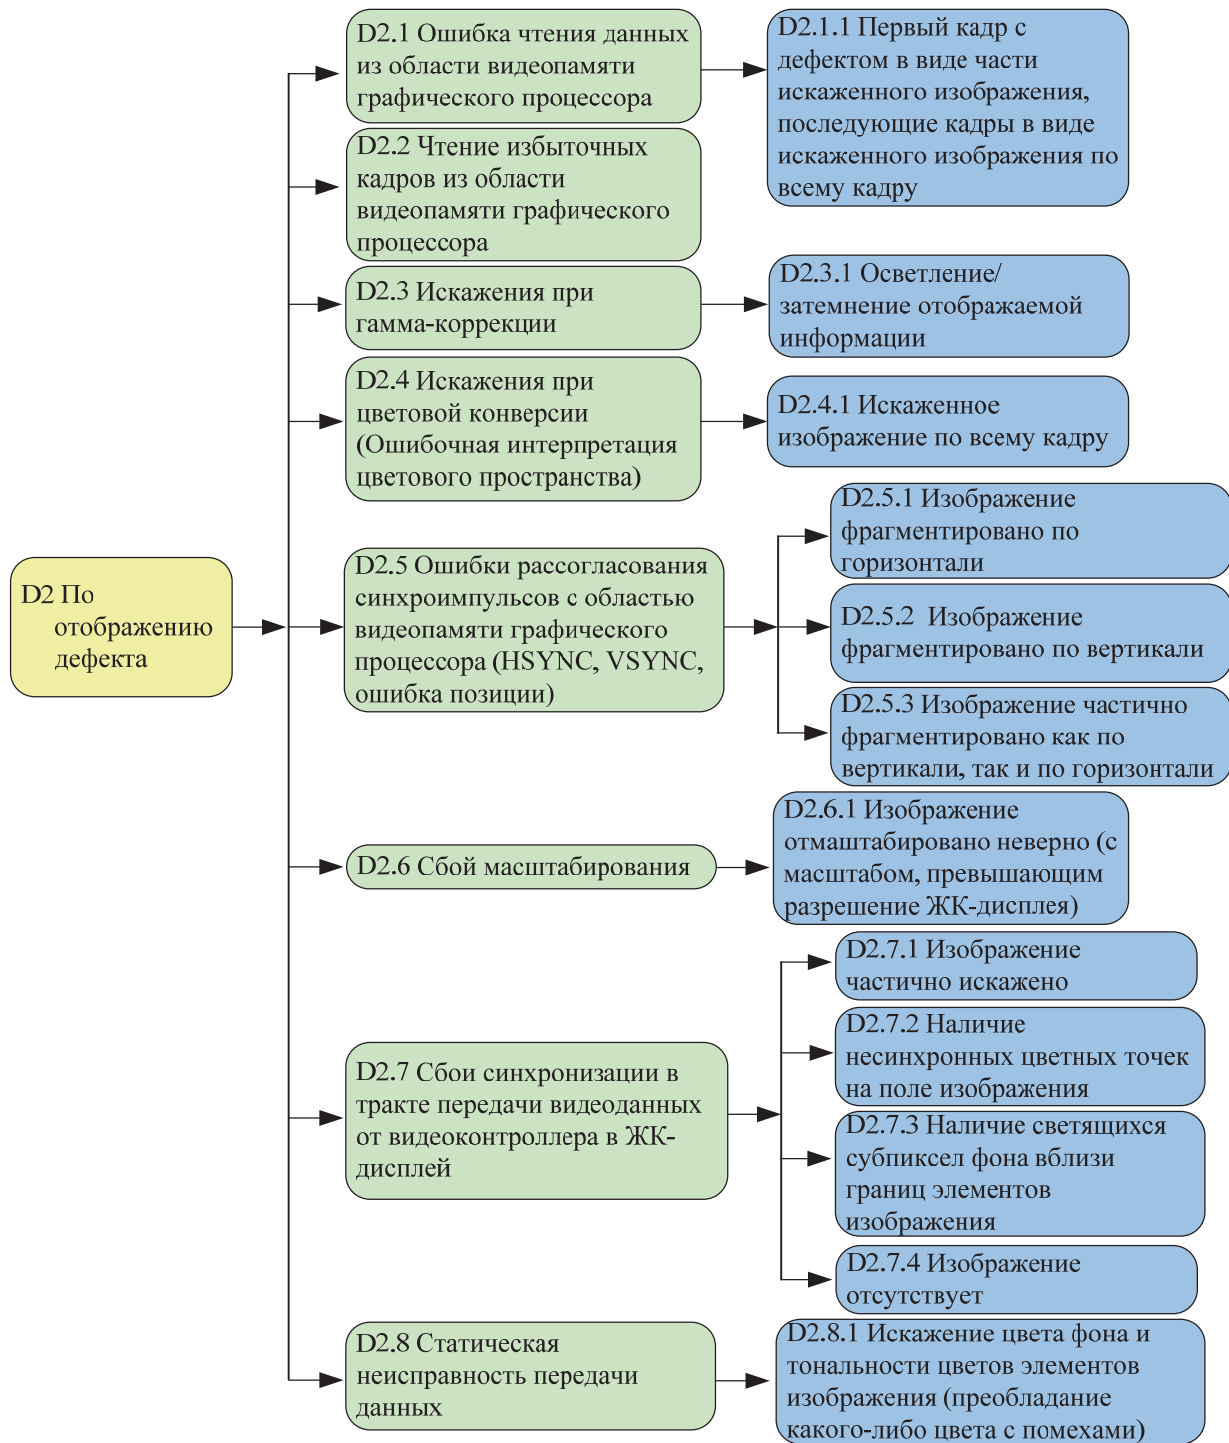 D2 По
отображению
дефекта
D2.1 Ошибка чтения данных
из области видеопамяти
графического процессора
D2.1.1 Первый кадр с
дефектом в виде части
искаженного изображения,
последующие кадры в виде
искаженного изображения по
всему кадру
D2.2 Чтение избыточных
кадров из области
видеопамяти графического
процессора
D2.3 Искажения при
гамма-коррекции
D2.3.1 Осветление/
затемнение отображаемой
информации
D2.4 Искажения при
цветовой конверсии
(Ошибочная интерпретация
цветового пространства)
D2.4.1 Искаженное
изображение по всему кадру
D2.5 Ошибки рассогласования
синхроимпульсов с областью
видеопамяти графического
процессора (HSYNC, VSYNC,
ошибка позиции)
D2.5.1 Изображение
фрагментировано по
горизонтали
D2.5.2 Изображение
фрагментировано по вертикали
D2.5.3 Изображение частично
фрагментировано как по
вертикали, так и по горизонтали
D2.6 Сбой масштабирования
D2.6.1 Изображение
отмаштабировано неверно (с
масштабом, превышающим
разрешение ЖК-дисплея)
D2.7 Сбои синхронизации в
тракте передачи видеоданных
от видеоконтроллера в ЖК-
дисплей
D2.7.1 Изображение
частично искажено
D2.7.2 Наличие
несинхронных цветных точек
на поле изображения
D2.7.3 Наличие светящихся
субпиксел фона вблизи
границ элементов
изображения
D2.7.4 Изображение
отсутствует
D2.8 Статическая
неисправность передачи
данных
D2.8.1 Искажение цвета фона и
тональности цветов элементов
изображения (преобладание
какого-либо цвета с помехами)